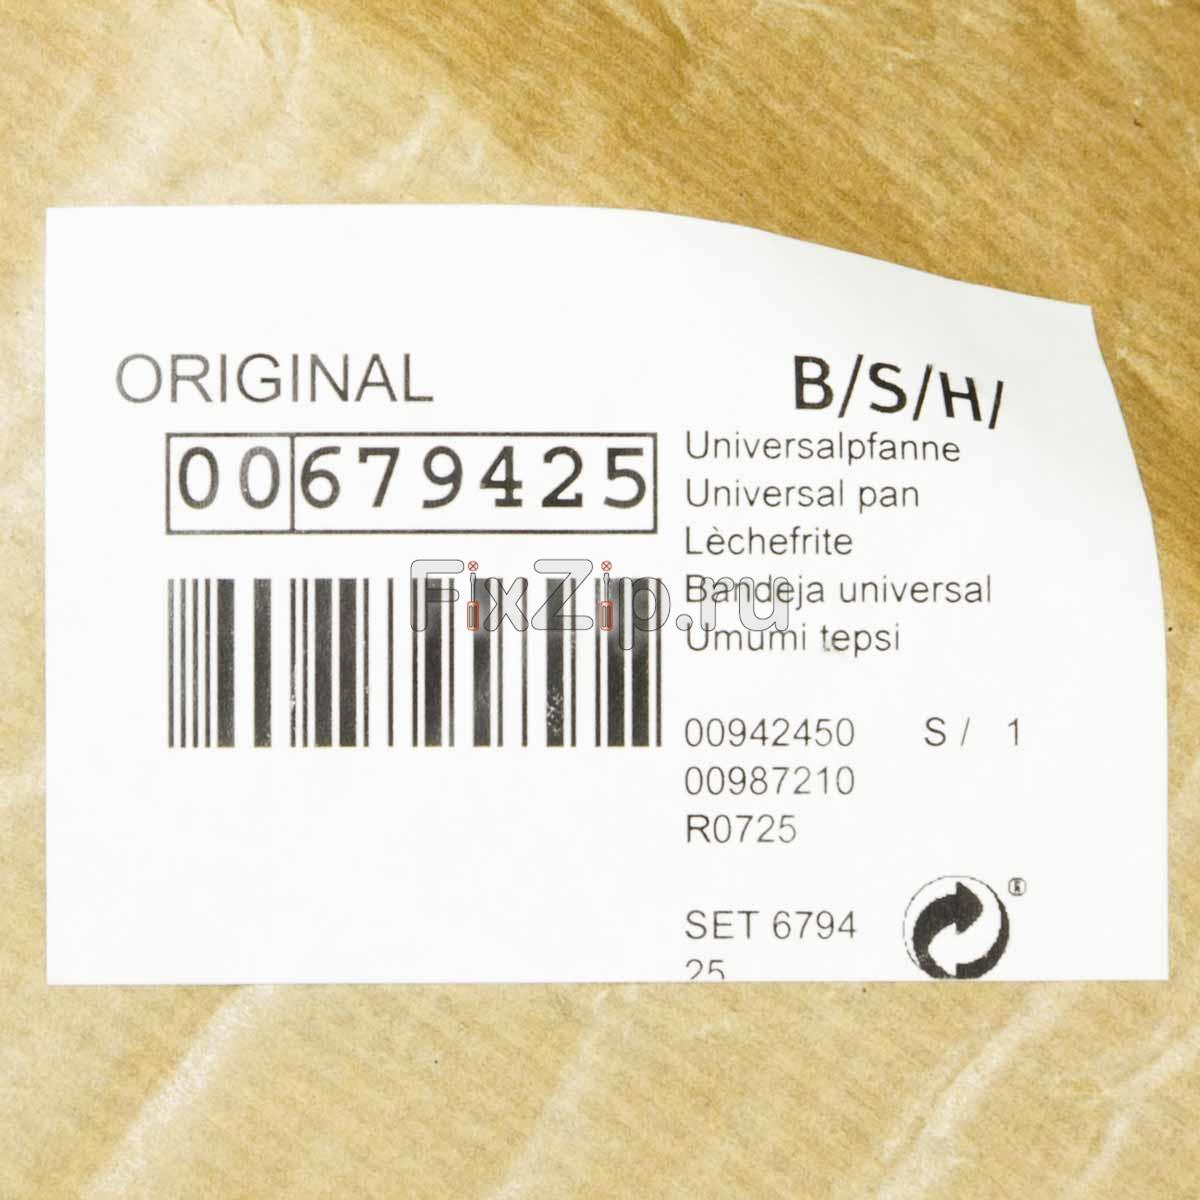 ORIGINAL
B/S/H/
00679425
Universalpfanne
Universal pan
Lèchefrite
Bandeja universal
Umumi tepsi
FixZip.ru
00942450 S / 1
00987210
R0725
SET 6794
25
®